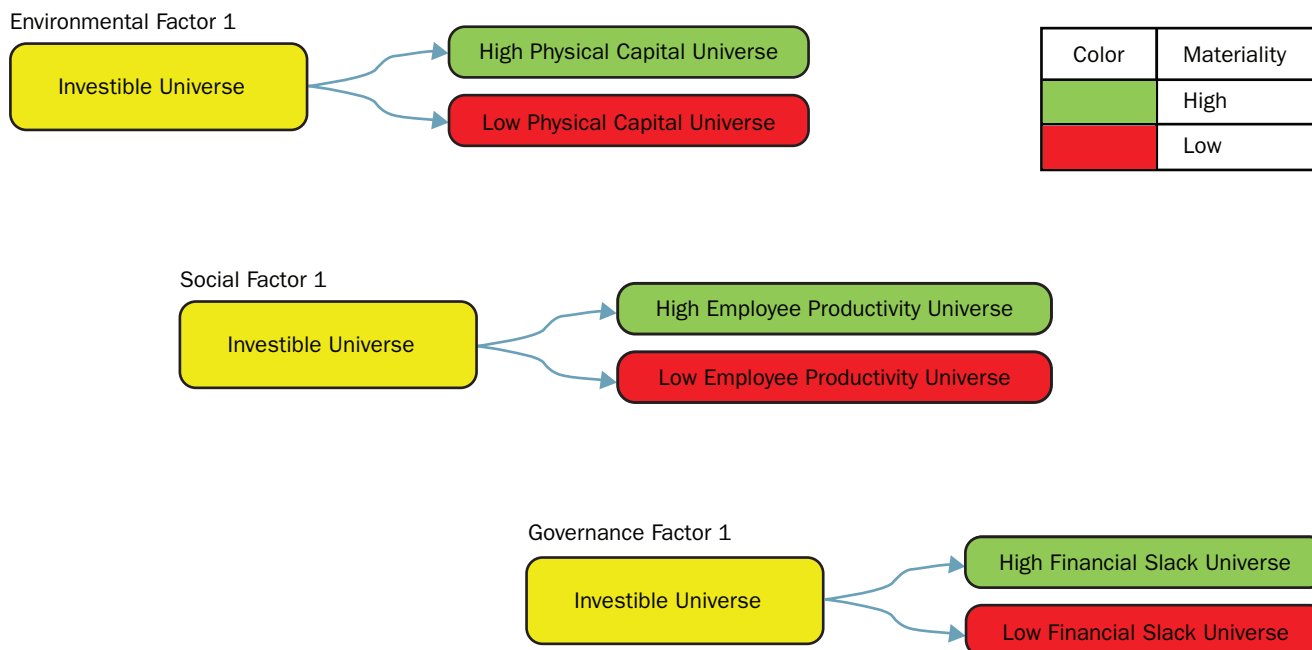 Environmental Factor 1
Investible Universe
High Physical Capital Universe
Low Physical Capital Universe
Color Materiality
High
Low
Social Factor 1
Investible Universe
High Employee Productivity Universe
Low Employee Productivity Universe
Governance Factor 1
Investible Universe
High Financial Slack Universe
Low Financial Slack Universe